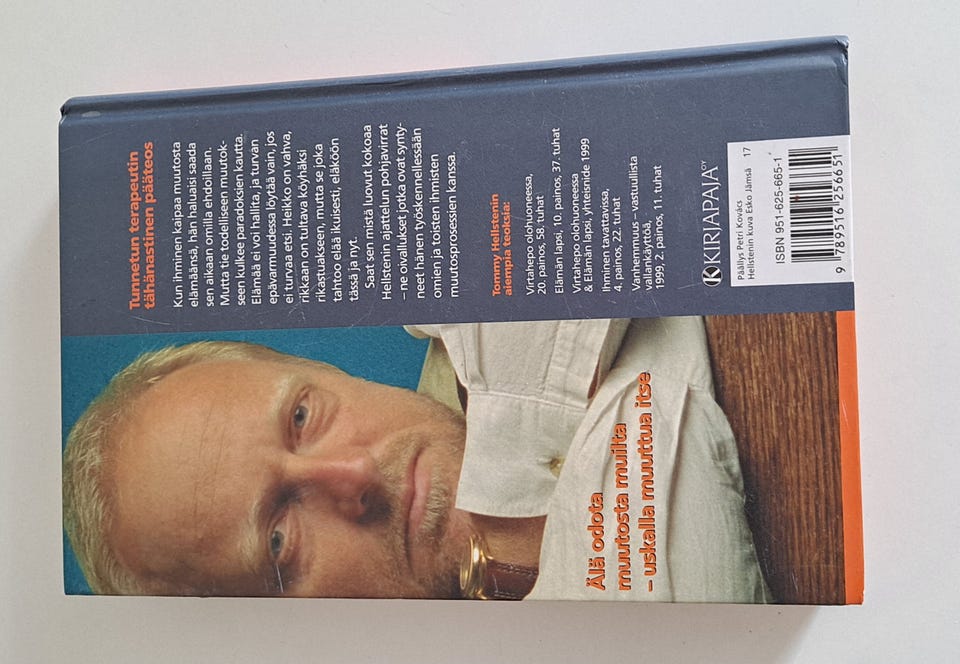 Tunnetun terapeutin
tähänastinen pääteos
Kun ihminen kaipaa muutosta
elämäänsä, hän haluaisi saada
sen aikaan omilla ehdoillaan.
Mutta tie todelliseen muutok-
seen kulkee paradoksien kautta.
Elämää ei voi hallita, ja turvan
epävarmuudessa löytää vain, jos
ei turvaa etsi. Heikko on vahva,
rikkaan on tultava köyhäksi
rikastuakseen, mutta se joka
tahtoo elää ikuisesti, eläköön
tässä ja nyt.
Saat sen mistä luovut kokoaa
Hellstenin ajattelun pohjavirrat
– ne oivallukset jotka ovat synty-
neet hänen työskennellessään
omien ja toisten ihmisten
muutosprosessien kanssa.
Tommy Hellstenin
aiempia teoksia:
Virtahepo olohuoneessa,
20. painos, 58. tuhat
Elämän lapsi, 10. painos, 37. tuhat
Virtahepo olohuoneessa
& Elämän lapsi, yhteisnide 1999
Ihminen tavattavissa,
4. painos, 22. tuhat
Vanhemmuus – vastuullista
vallankäyttöä,
1999, 2. painos, 11. tuhat
KIRJAPAJA OY
Päällys Petri Kovács
Hellstenin kuva Esko Jämsä 17
ISBN 951-625-665-1
9 789516 256651
Älä odota
muutosta muilta
– uskalla muuttua itse